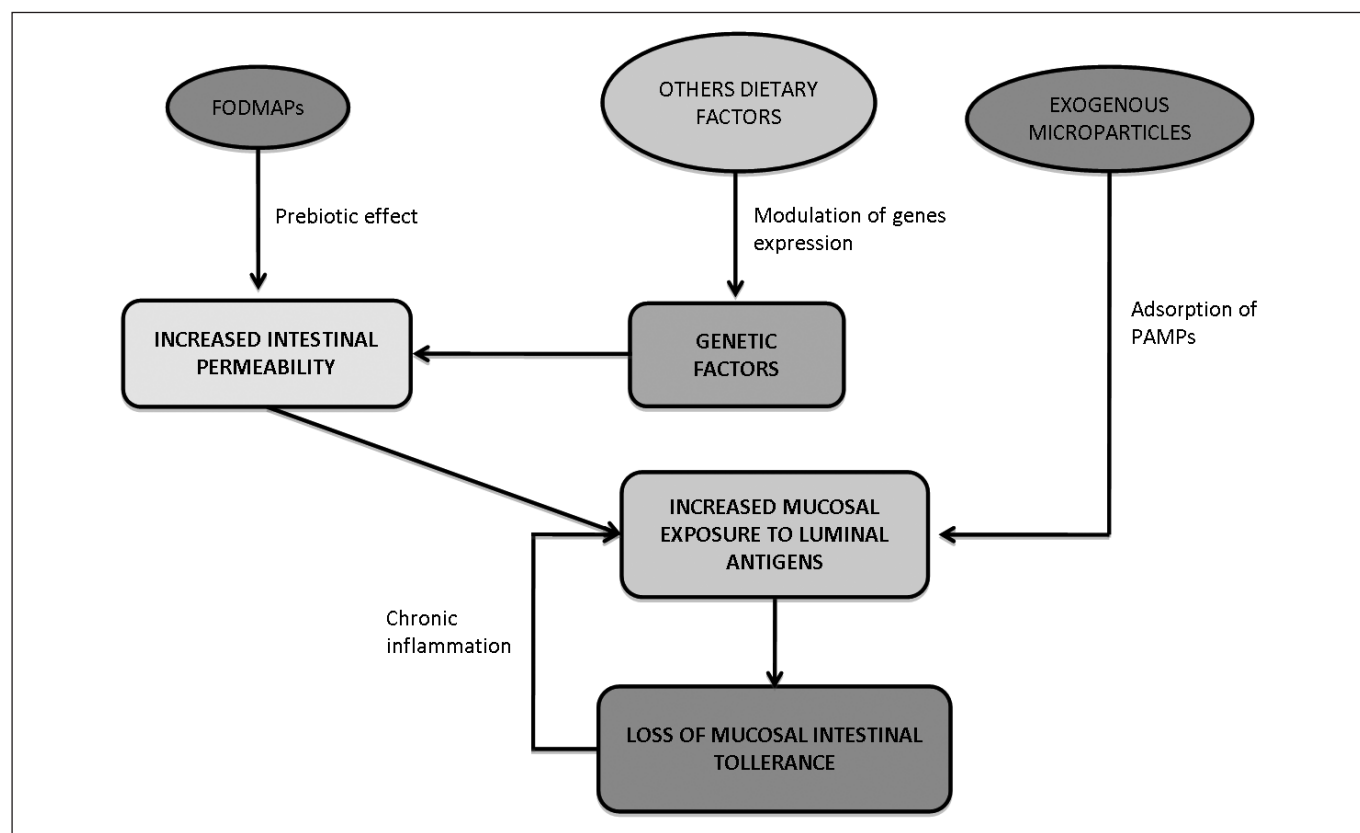 FODMAPs
OTHERS DIETARY
FACTORS
EXOGENOUS
MICROPARTICLES
Prebiotic effect
Modulation of genes
expression
Adsorption of
PAMPs
INCREASED INTESTINAL
PERMEABILITY
GENETIC
FACTORS
INCREASED MUCOSAL
EXPOSURE TO LUMINAL
ANTIGENS
Chronic
inflammation
LOSS OF MUCOSAL INTESTINAL
TOLLERANCE